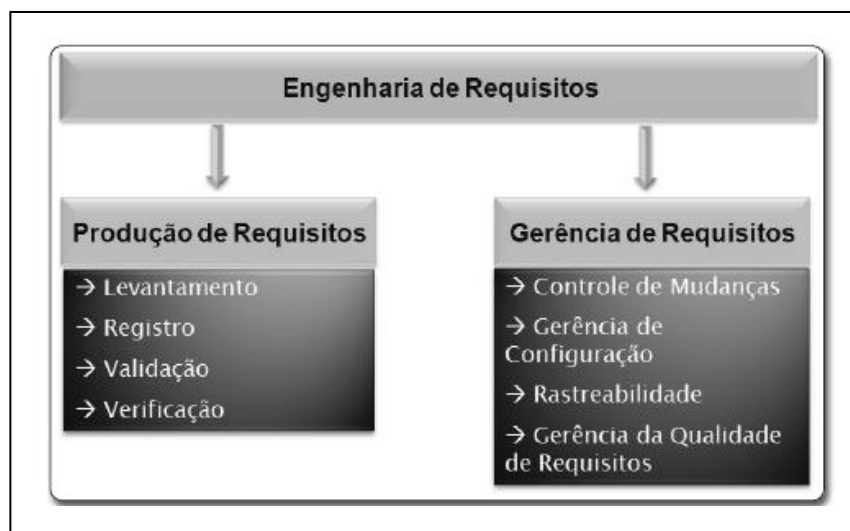 Engenharia de Requisitos
Produção de Requisitos
→ Levantamento
→ Registro
→ Validação
→ Verificação
Gerência de Requisitos
→ Controle de Mudanças
→ Gerência de
Configuração
→ Rastreabilidade
→ Gerência da Qualidade
de Requisitos